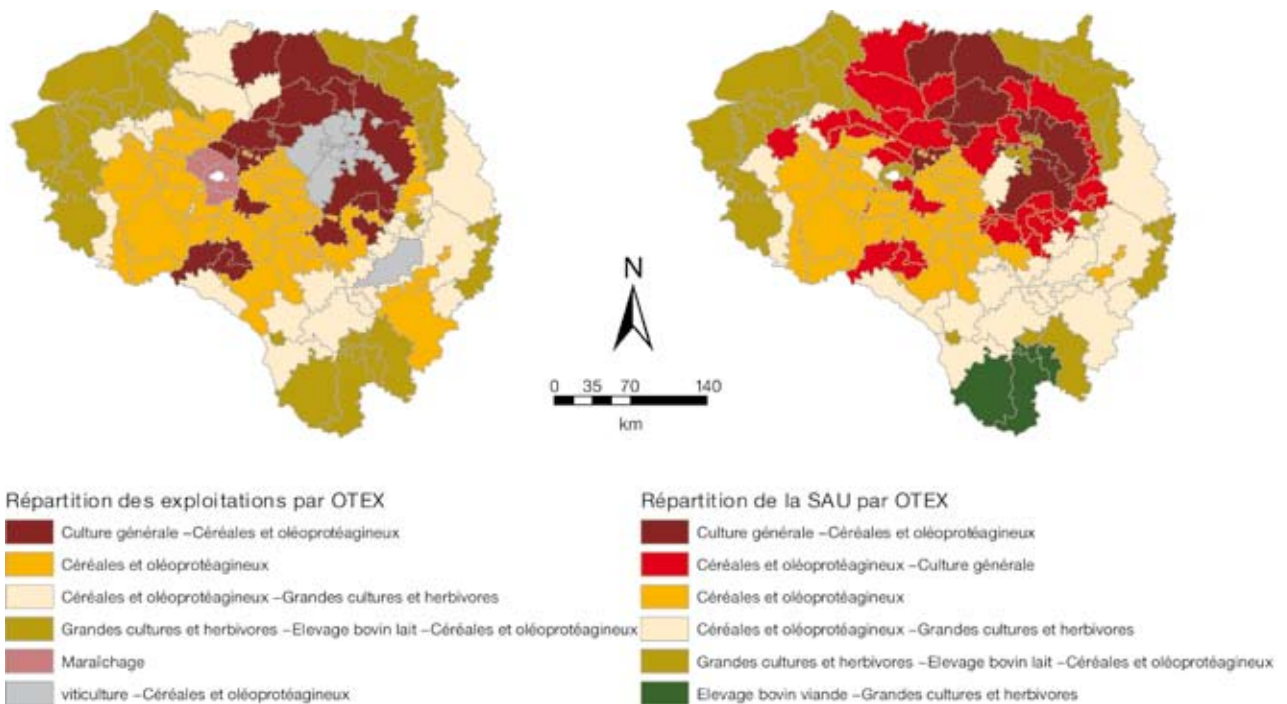 N
0 35 70 140
km
Répartition des exploitations par OTEX
Culture générale –Céréales et oléoprotéagineux
Céréales et oléoprotéagineux
Céréales et oléoprotéagineux –Grandes cultures et herbivores
Grandes cultures et herbivores –Elevage bovin lait –Céréales et oléoprotéagineux
Maraîchage
viticulture –Céréales et oléoprotéagineux
Répartition de la SAU par OTEX
Culture générale –Céréales et oléoprotéagineux
Céréales et oléoprotéagineux –Culture générale
Céréales et oléoprotéagineux
Céréales et oléoprotéagineux –Grandes cultures et herbivores
Grandes cultures et herbivores –Elevage bovin lait –Céréales et oléoprotéagineux
Elevage bovin viande –Grandes cultures et herbivores